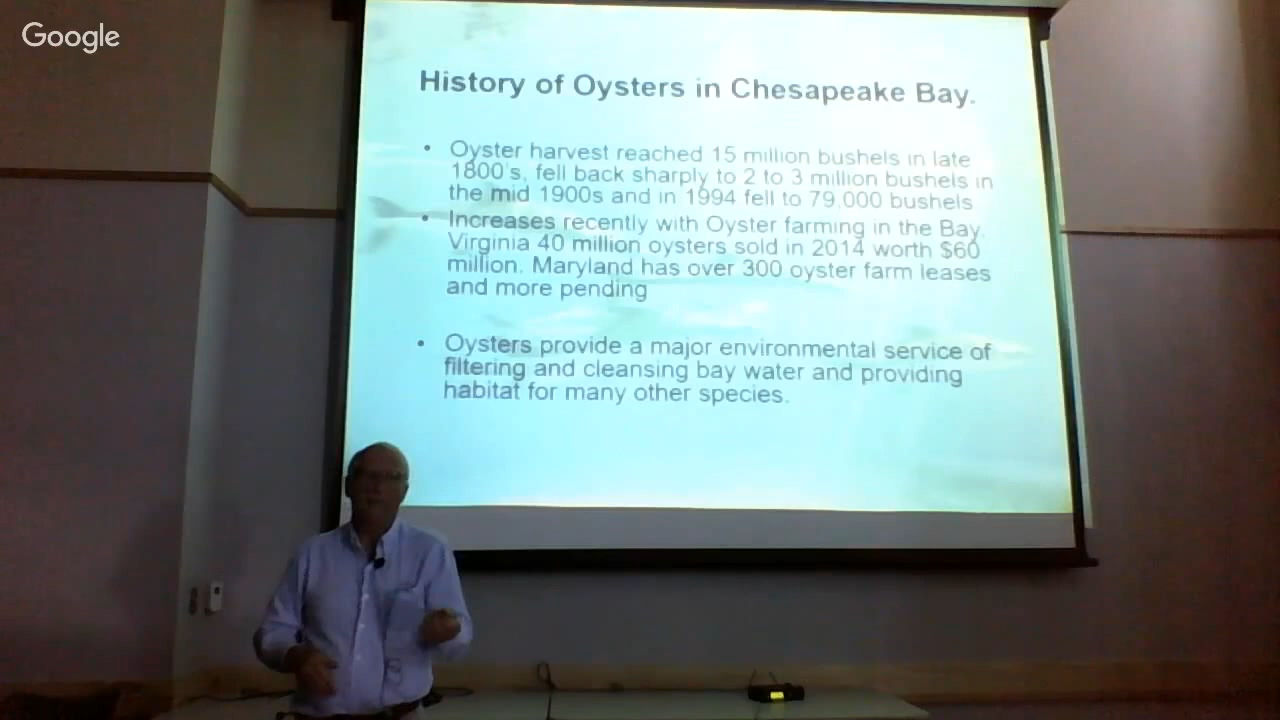 Google
History of Oysters in Chesapeake Bay.
• Oyster harvest reached 15 million bushels in late
1800's, fell back sharply to 2 to 3 million bushels in
the mid 1900s and in 1994 fell to 79,000 bushels
• Increases recently with Oyster farming in the Bay.
Virginia 40 million oysters sold in 2014 worth $60
million. Maryland has over 300 oyster farm leases
and more pending
• Oysters provide a major environmental service of
filtering and cleansing bay water and providing
habitat for many other species.